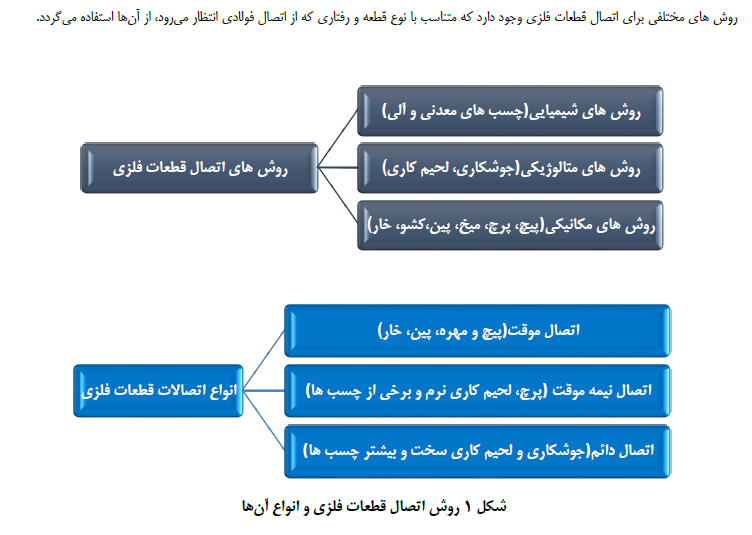 روش های مختلفی برای اتصال قطعات فلزی وجود دارد که متناسب با نوع قطعه و رفتاری که از اتصال فولادی انتظار می‌رود، از آن‌ها استفاده می‌گردد.
روش های اتصال قطعات فلزی
روش های شیمیایی(چسب های معدنی و آلی)
روش های متالوژیکی(جوشکاری، لحیم کاری)
روش های مکانیکی(پیچ، پرچ، میخ، پین،کشو، خار)
انواع اتصالات قطعات فلزی
اتصال موقت(پیچ و مهره، پین، خار)
اتصال نیمه موقت (پرچ، لحیم کاری نرم و برخی از چسب ها)
اتصال دائم(جوشکاری و لحیم کاری سخت و بیشتر چسب ها)
شکل ۱ روش اتصال قطعات فلزی و انواع آن‌ها